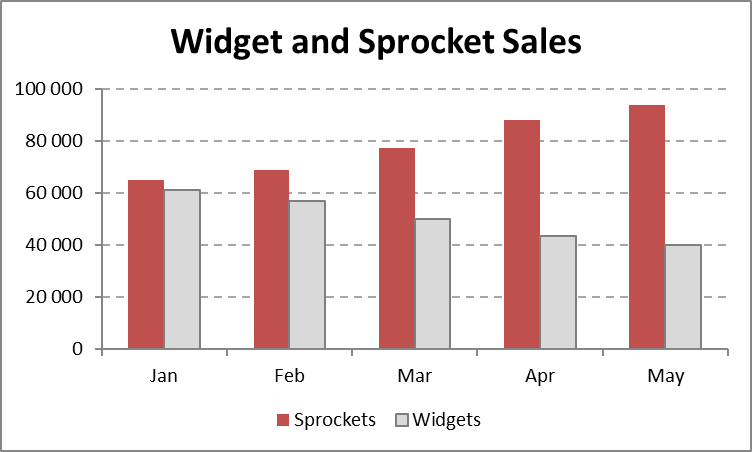 Widget and Sprocket Sales
100 000
80 000
60 000
40 000
20 000
0
Jan Feb Mar Apr May
Sprockets Widgets